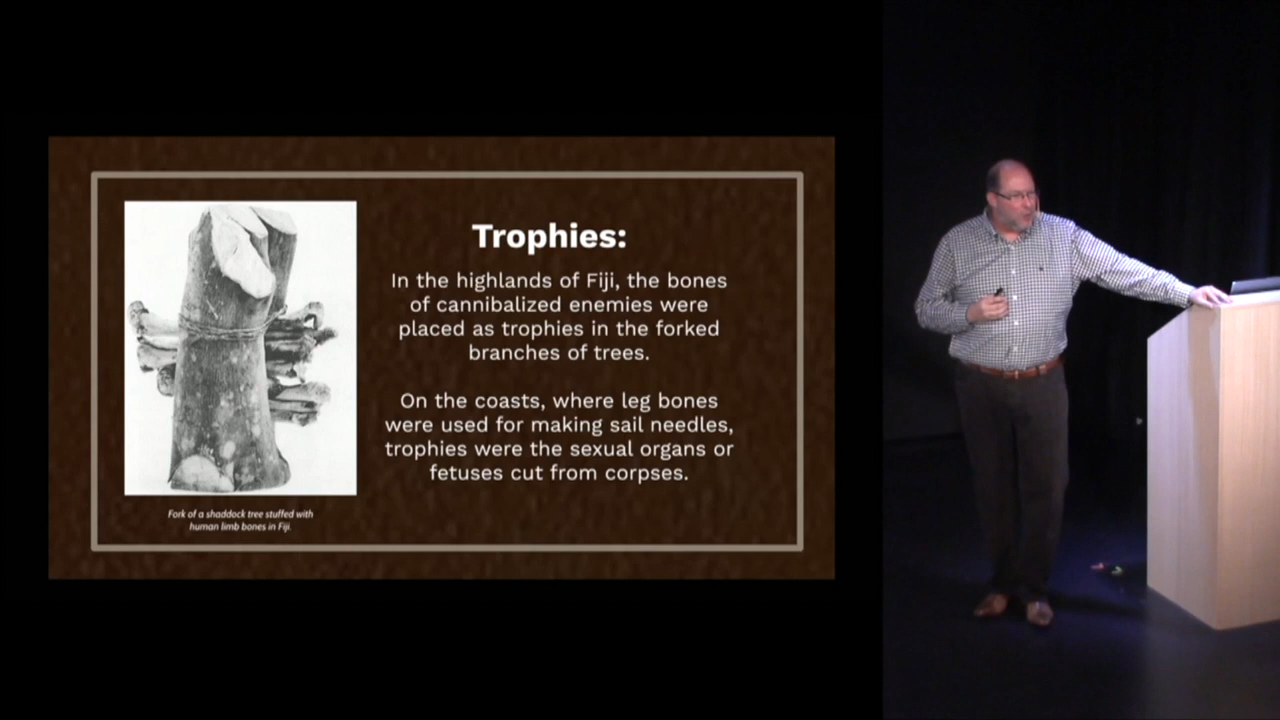 Trophies:
In the highlands of Fiji, the bones
of cannibalized enemies were
placed as trophies in the forked
branches of trees.
On the coasts, where leg bones
were used for making sail needles,
trophies were the sexual organs or
fetuses cut from corpses.
Fork of a shaddock tree stuffed with
human limb bones in Fiji.